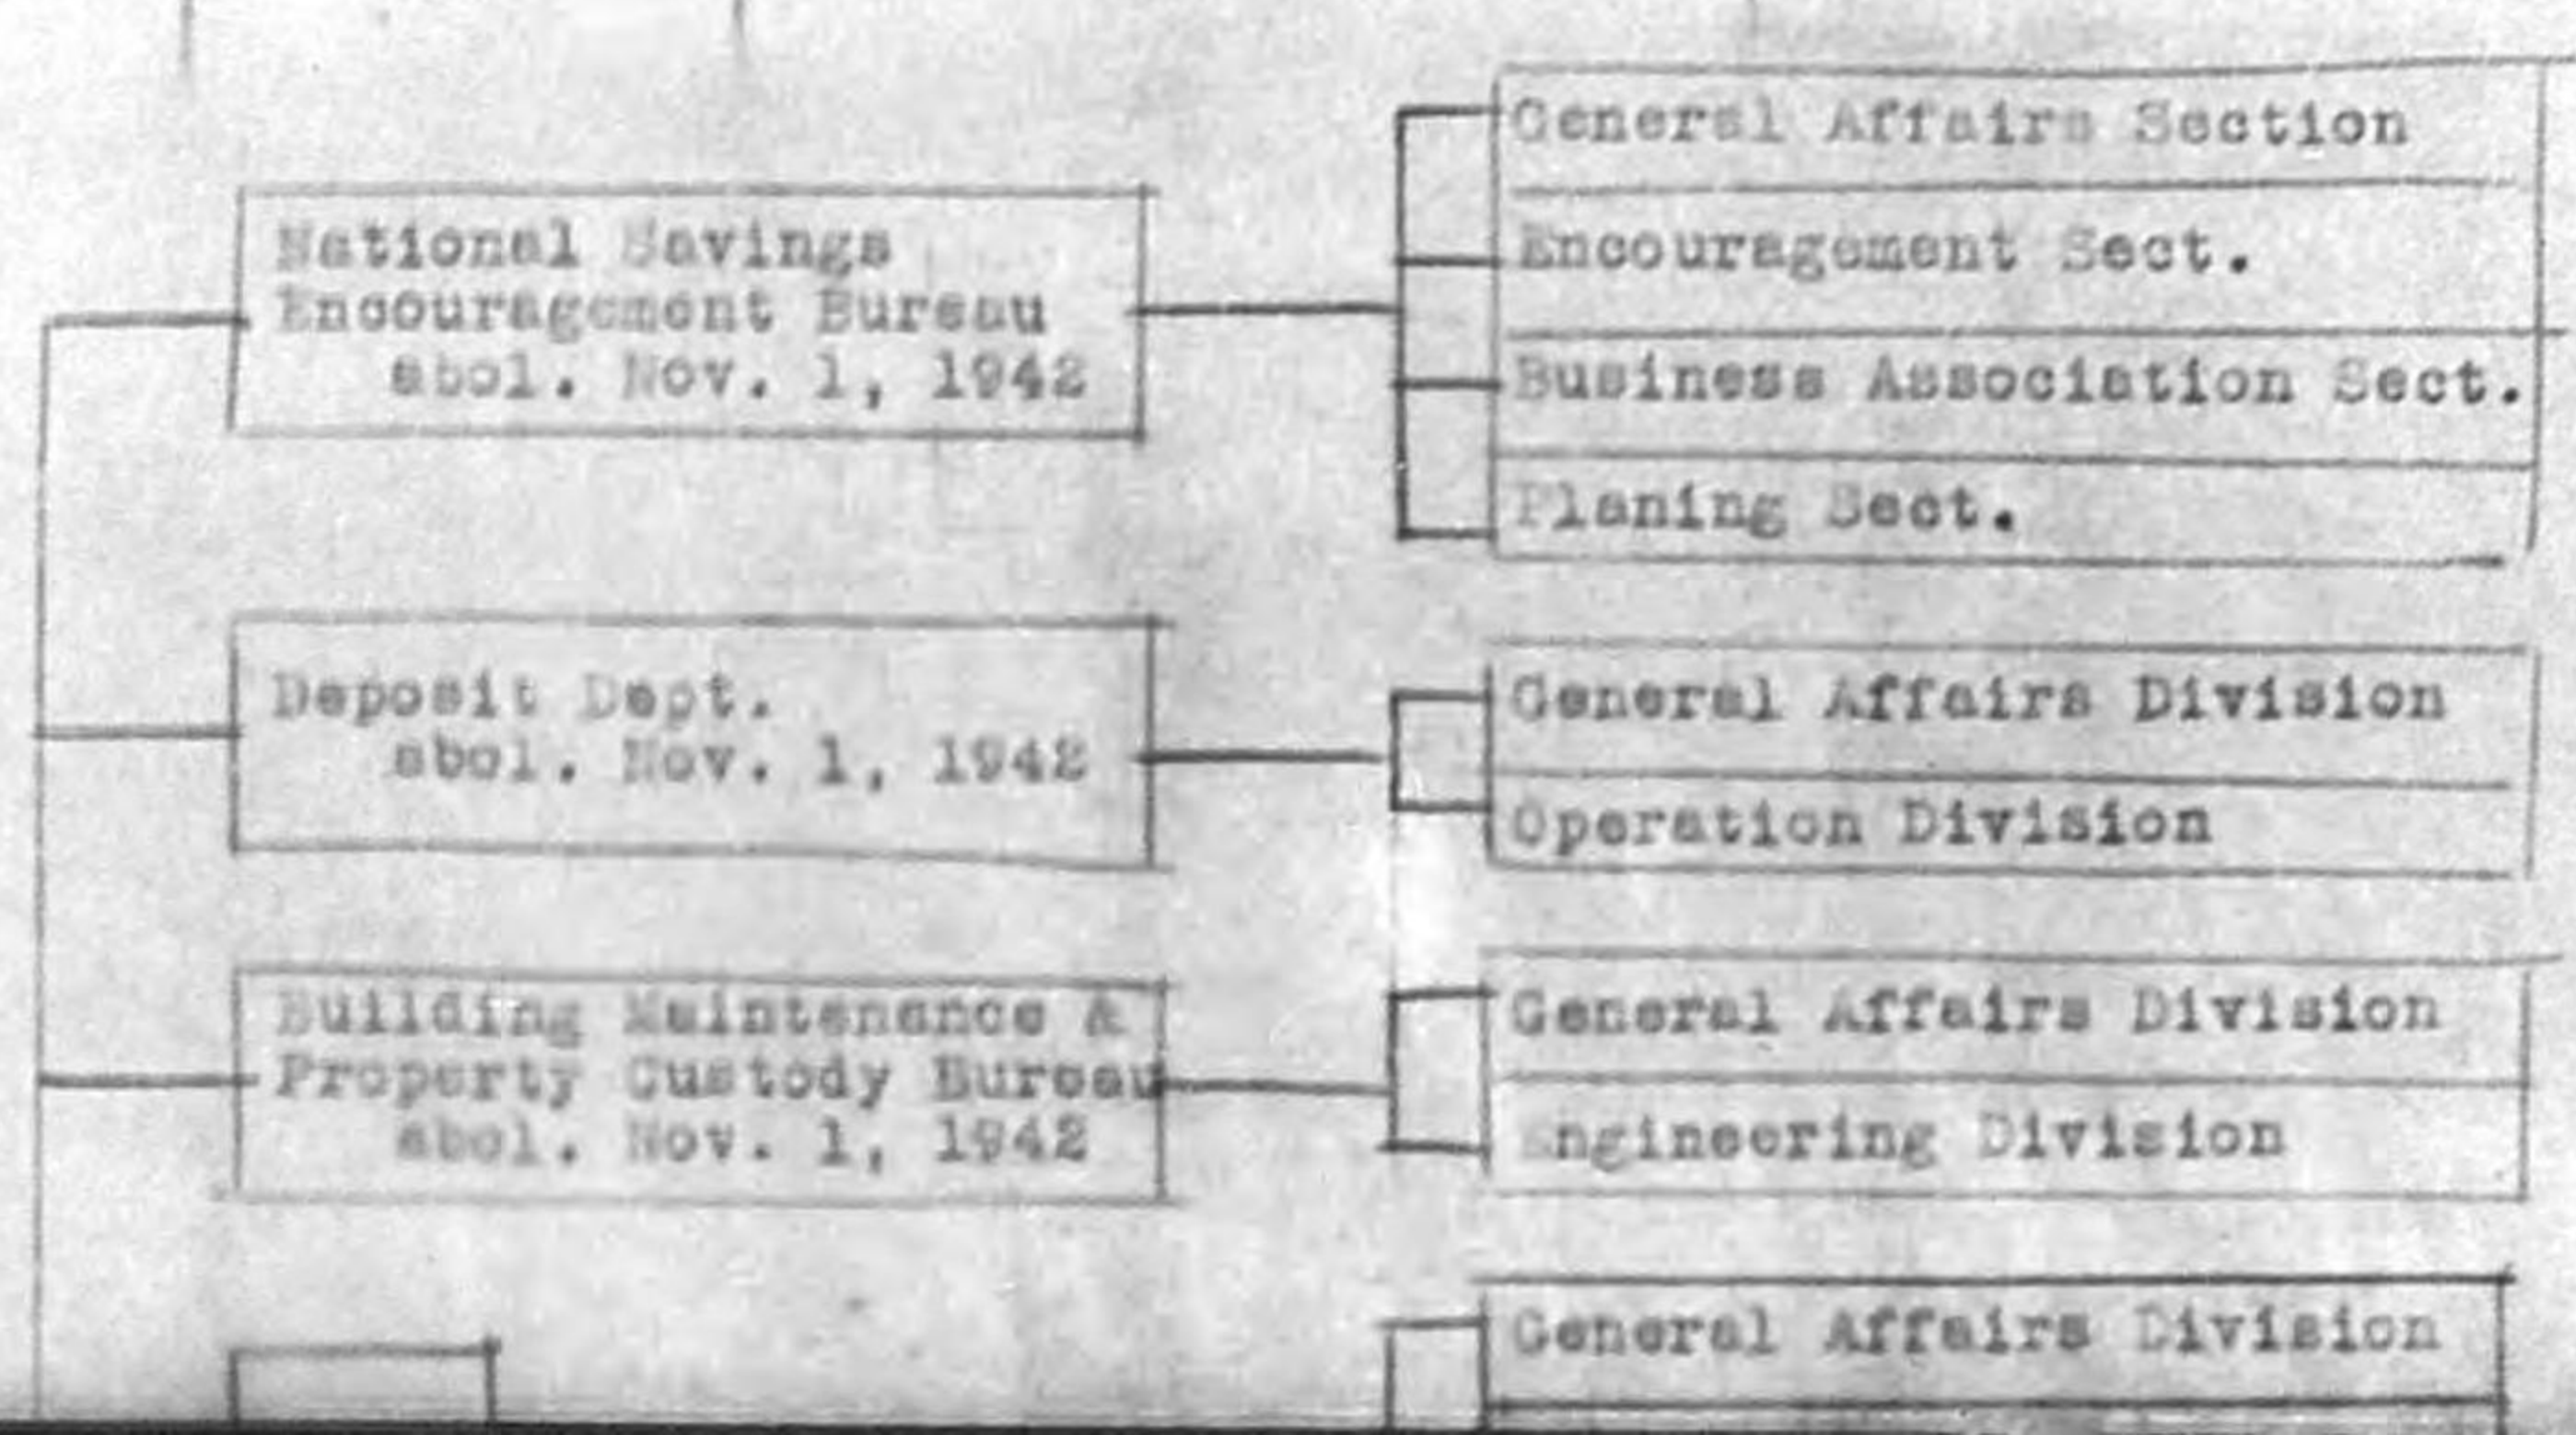 National Savings
Encouragement Bureau
abol. Nov. 1, 1942
General Affairs Section
Encouragement Sect.
Business Association Sect.
Planing Sect.
Deposit Dept.
abol. Nov. 1, 1942
General Affairs Division
Operation Division
Building Maintenance &
Property Custody Bureau
abol. Nov. 1, 1942
General Affairs Division
Engineering Division
General Affairs Division